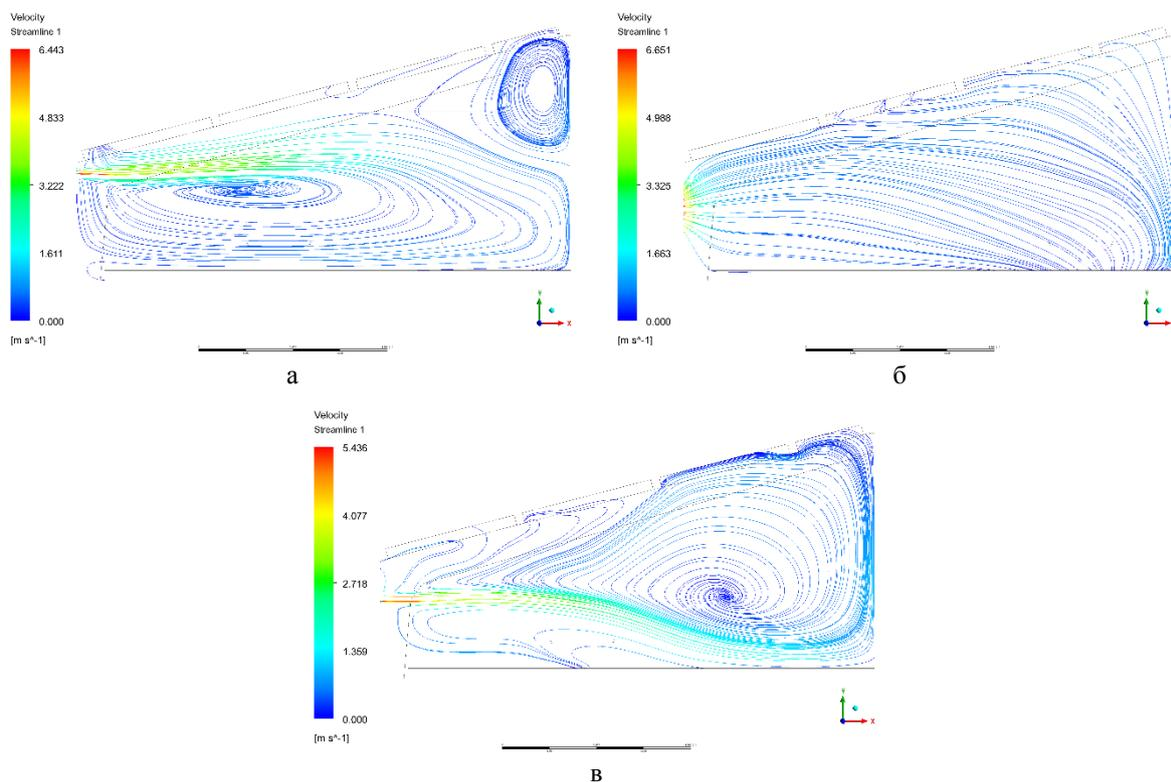 Velocity
Streamline 1
6.443
4.833
3.222
1.611
0.000
[m s^-1]
Y
X
а
Velocity
Streamline 1
6.651
4.988
3.325
1.663
0.000
[m s^-1]
Y
б
Velocity
Streamline 1
5.436
4.077
2.718
1.359
0.000
[m s^-1]
Y
X
в